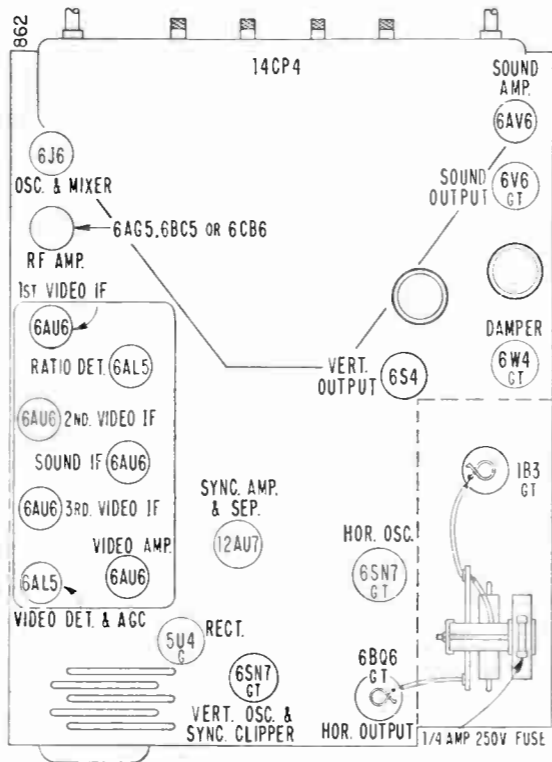 862
14CP4
SOUND
AMP.
6AV6
6J6
OSC. & MIXER
SOUND
OUTPUT
6V6
GT
6AG5,6BC5 OR 6CB6
RF AMP.
1ST VIDEO IF
6AU6
DAMPER
6W4
GT
RATIO DET.
6AL5
VERT.
OUTPUT
6S4
6AU6
2ND. VIDEO IF
SOUND IF
6AU6
1B3
GT
6AU6
3RD. VIDEO IF
SYNC. AMP.
& SEP.
12AU7
VIDEO AMP.
6AU6
HOR. OSC.
6SN7
GT
6AL5
VIDEO DET. & AGC
5U4
G
RECT.
6SN7
GT
VERT. OSC. &
SYNC. CLIPPER
6BQ6
GT
HOR. OUTPUT
1/4 AMP 250V FUSE